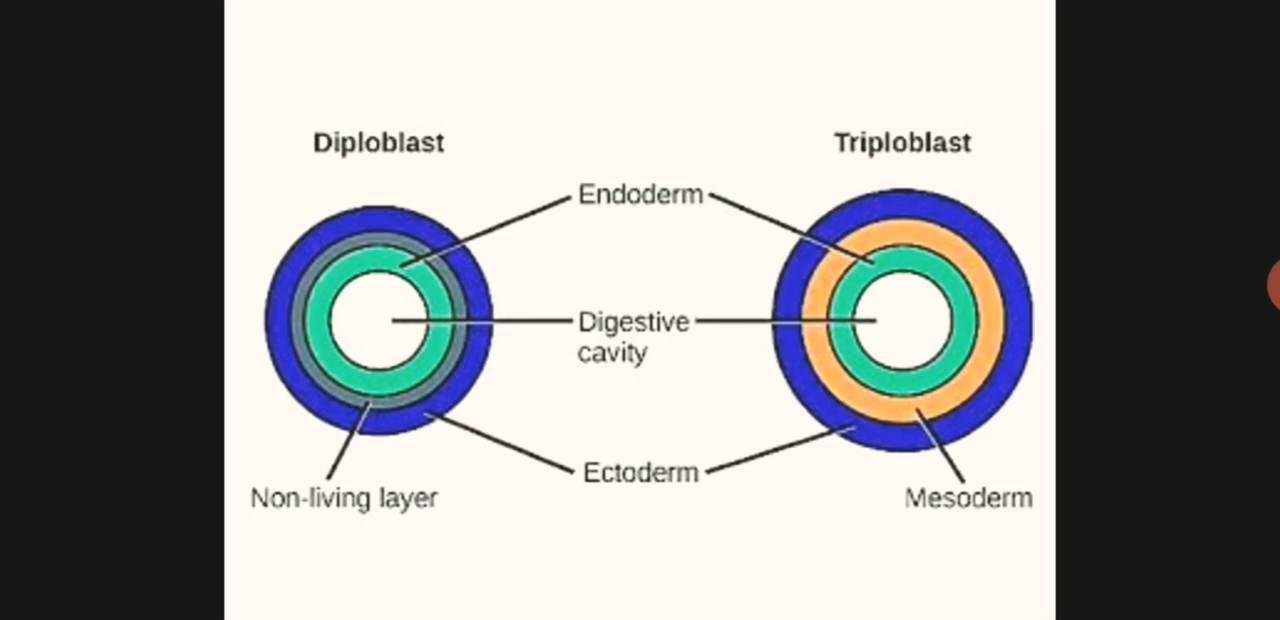 Diploblast
Triploblast
Endoderm
Digestive
cavity
Ectoderm
Non-living layer
Mesoderm